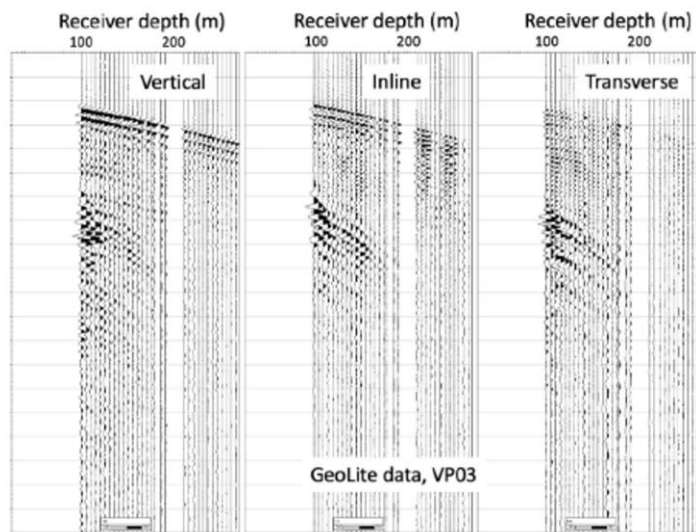 Receiver depth (m) Receiver depth (m) Receiver depth (m)
100 200 100 200 100 200
Vertical Inline Transverse
GeoLite data, VP03